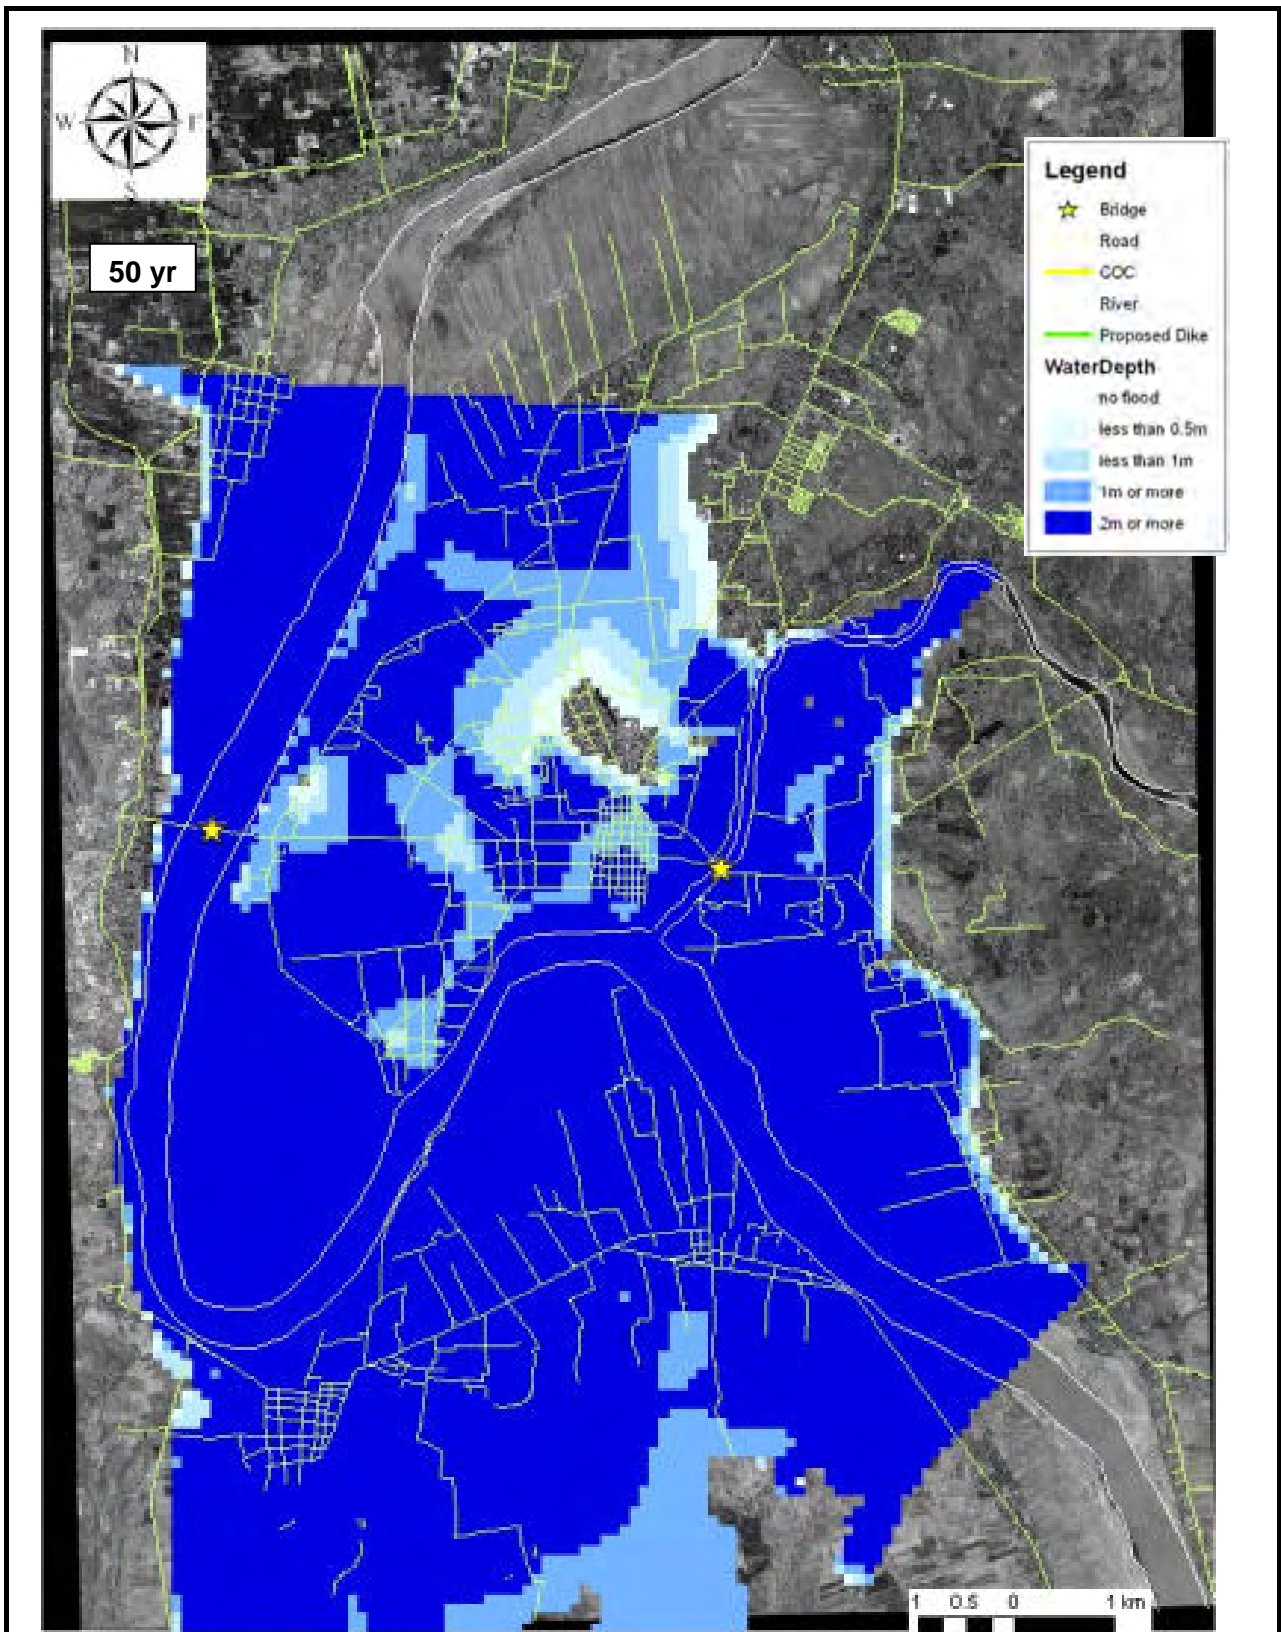 N
W E
S
50 yr
Legend
Bridge
Road
COC
River
Proposed Dike
WaterDepth
no flood
less than 0.5m
less than 1m
1m or more
2m or more
1 0.5 0 1 km